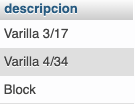 descripcion
Varilla 3/17
Varilla 4/34
Block